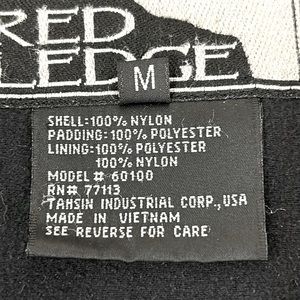 RED
LEDGE
M
SHELL:100% NYLON
PADDING:100% POLYESTER
LINING:100% POLYESTER
100% NYLON
MODEL# 60100
RN# 77113
TAHSIN INDUSTRIAL CORP.,USA
MADE IN VIETNAM
SEE REVERSE FOR CARE